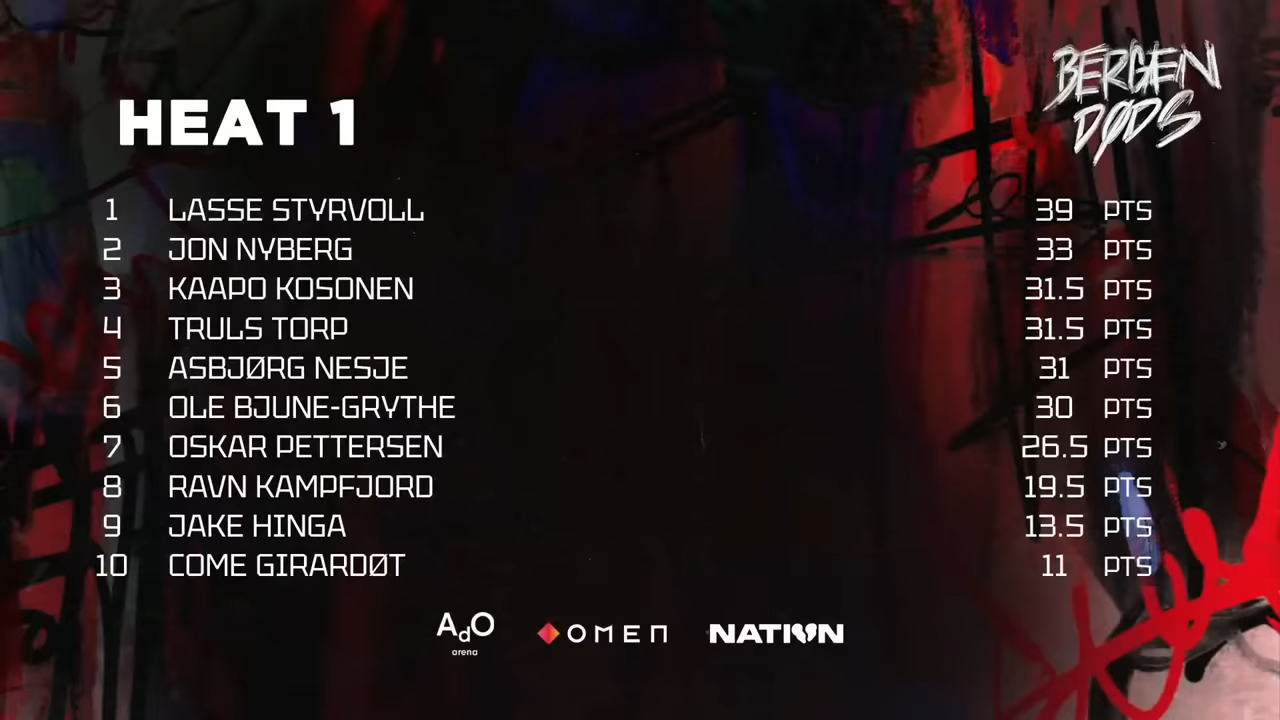 BERGEN
DØDS
HEAT 1
1 LASSE STYRVOLL 39 PTS
2 JON NYBERG 33 PTS
3 KAAPO KOSONEN 31.5 PTS
4 TRULS TORP 31.5 PTS
5 ASBJØRG NESJE 31 PTS
6 OLE BJUNE-GRYTHE 30 PTS
7 OSKAR PETTERSEN 26.5 PTS
8 RAVN KAMPFJORD 19.5 PTS
9 JAKE HINGA 13.5 PTS
10 COME GIRARDØT 11 PTS
AdO
arena
OMEN
NATION